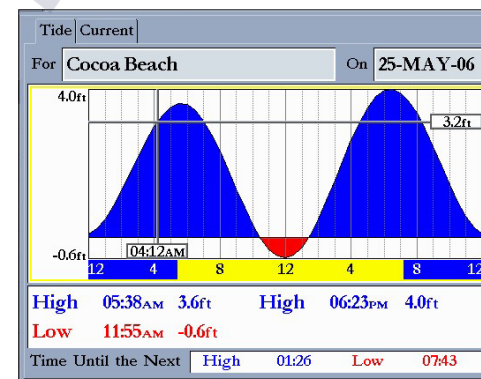 Tide Current
For Cocoa Beach On 25-MAY-06
4.0ft
3.2ft
04:12AM
-0.6ft
12 4 8 12 4 8 12
High 05:38AM 3.6ft High 06:23PM 4.0ft
Low 11:55AM -0.6ft
Time Until the Next High 01:26 Low 07:43